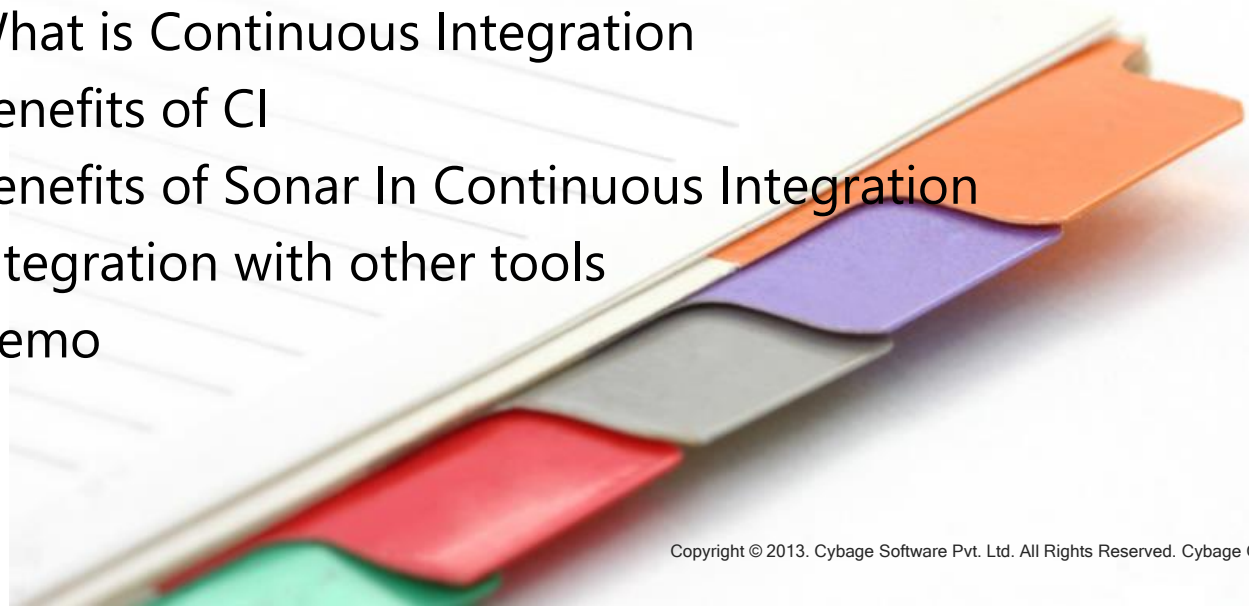 hat is Continuous Integration
enefits of CI
enefits of Sonar In Continuous Integration
tegration with other tools
emo
Copyright © 2013. Cybage Software Pvt. Ltd. All Rights Reserved. Cybage